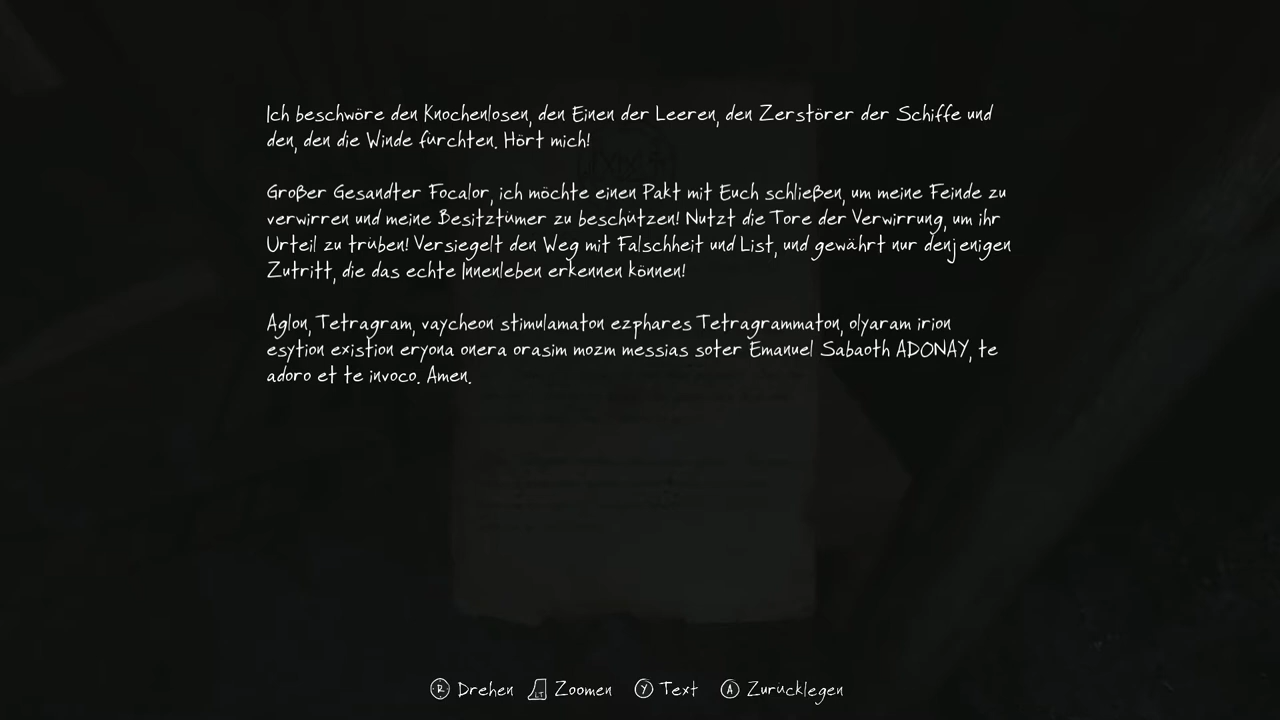 Ich beschwöre den Knochenlosen, den Einen der Leeren, den Zerstörer der Schiffe und
den, den die Winde fürchten. Hört mich!
Großer Gesandter Focalor, ich möchte einen Pakt mit Euch schließen, um meine Feinde zu
verwirren und meine Besitztümer zu beschützen! Nutzt die Tore der Verwirrung, um ihr
Urteil zu trüben! Versiegelt den Weg mit Falschheit und List, und gewährt nur denjenigen
Zutritt, die das echte Innenleben erkennen können!
Aglon, Tetragram, vaycheon stimulamaton ezphares Tetragrammaton, olyaram irion
esytion existion eryona onera orasim mozm messias soter Emanuel Sabaoth ADONAY, te
adoro et te invoco. Amen.
R Drehen LT Zoomen Y Text A Zurücklegen